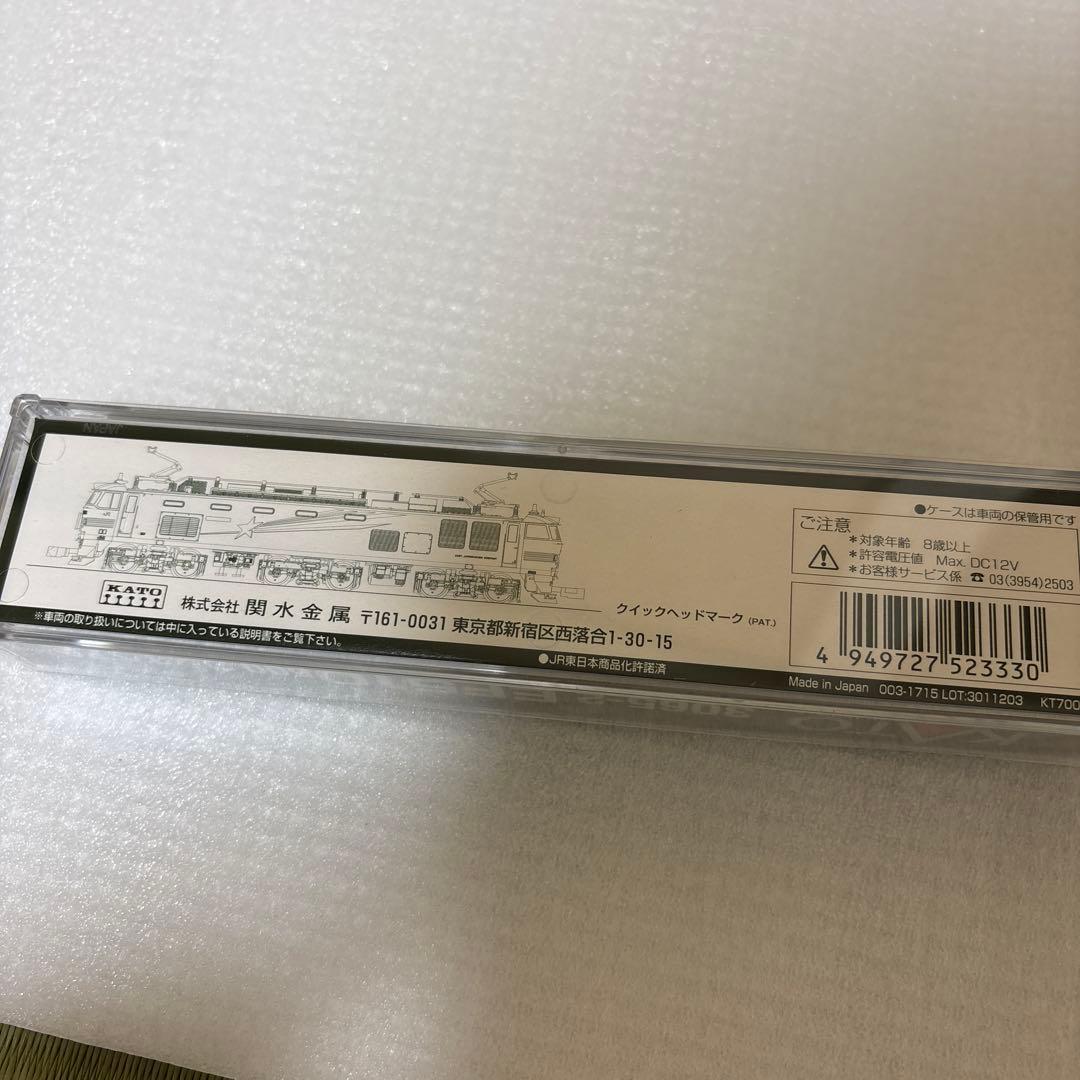 ●ケースは車両の保管用です
ご注意
*対象年齢 8歳以上
*許容電圧値 Max. DC12V
*お客様サービス係 ☎ 03(3954)2503
KATO
株式会社 関水金属 〒161-0031 東京都新宿区西落合1-30-15
クイックヘッドマーク (PAT.)
※車両の取り扱いについては中に入っている説明書をご覧下さい。
●JR東日本商品化許諾済
4 949727 523330
Made in Japan 003-1715 LOT:3011203 KT700
JAPAN